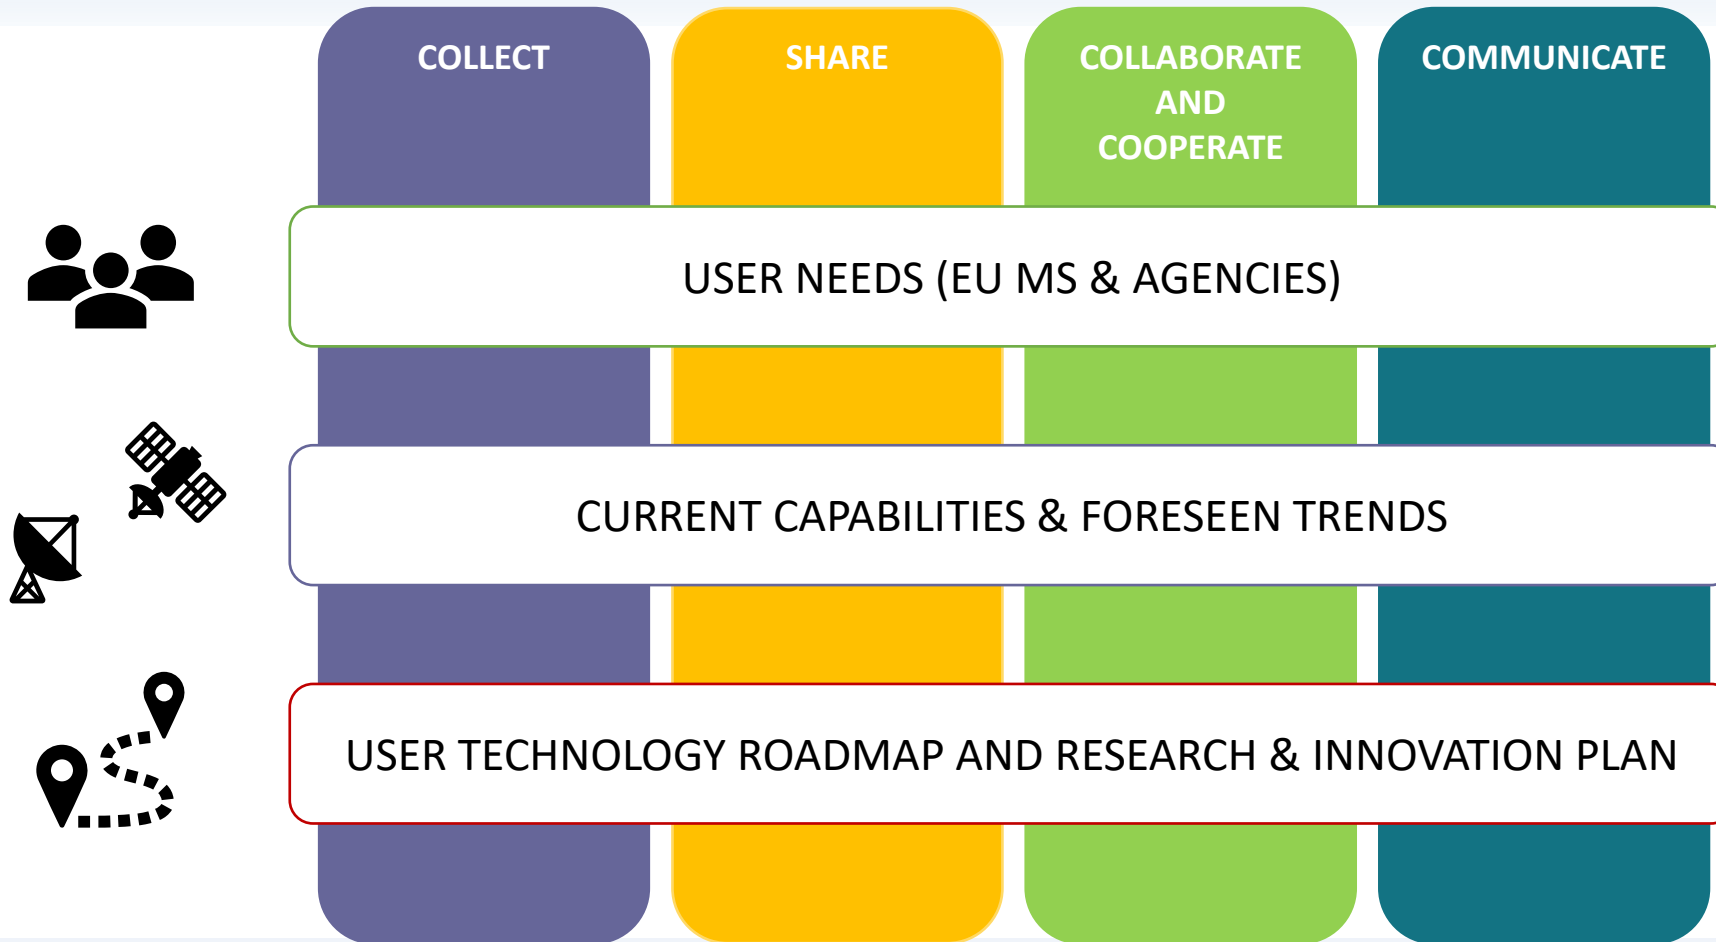 COLLECT
SHARE
COLLABORATE
AND
COOPERATE
COMMUNICATE
USER NEEDS (EU MS & AGENCIES)
CURRENT CAPABILITIES & FORESEEN TRENDS
USER TECHNOLOGY ROADMAP AND RESEARCH & INNOVATION PLAN